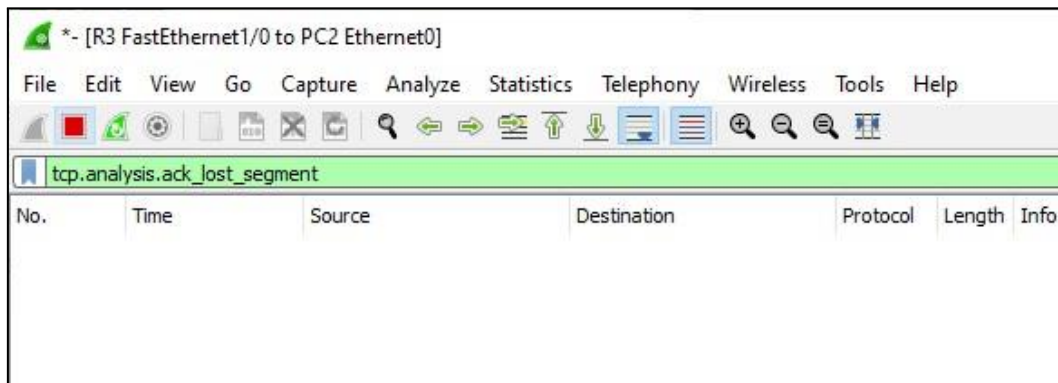 *- [R3 FastEthernet1/0 to PC2 Ethernet0]
File Edit View Go Capture Analyze Statistics Telephony Wireless Tools Help
tcp.analysis.ack_lost_segment
No. Time Source Destination Protocol Length Info